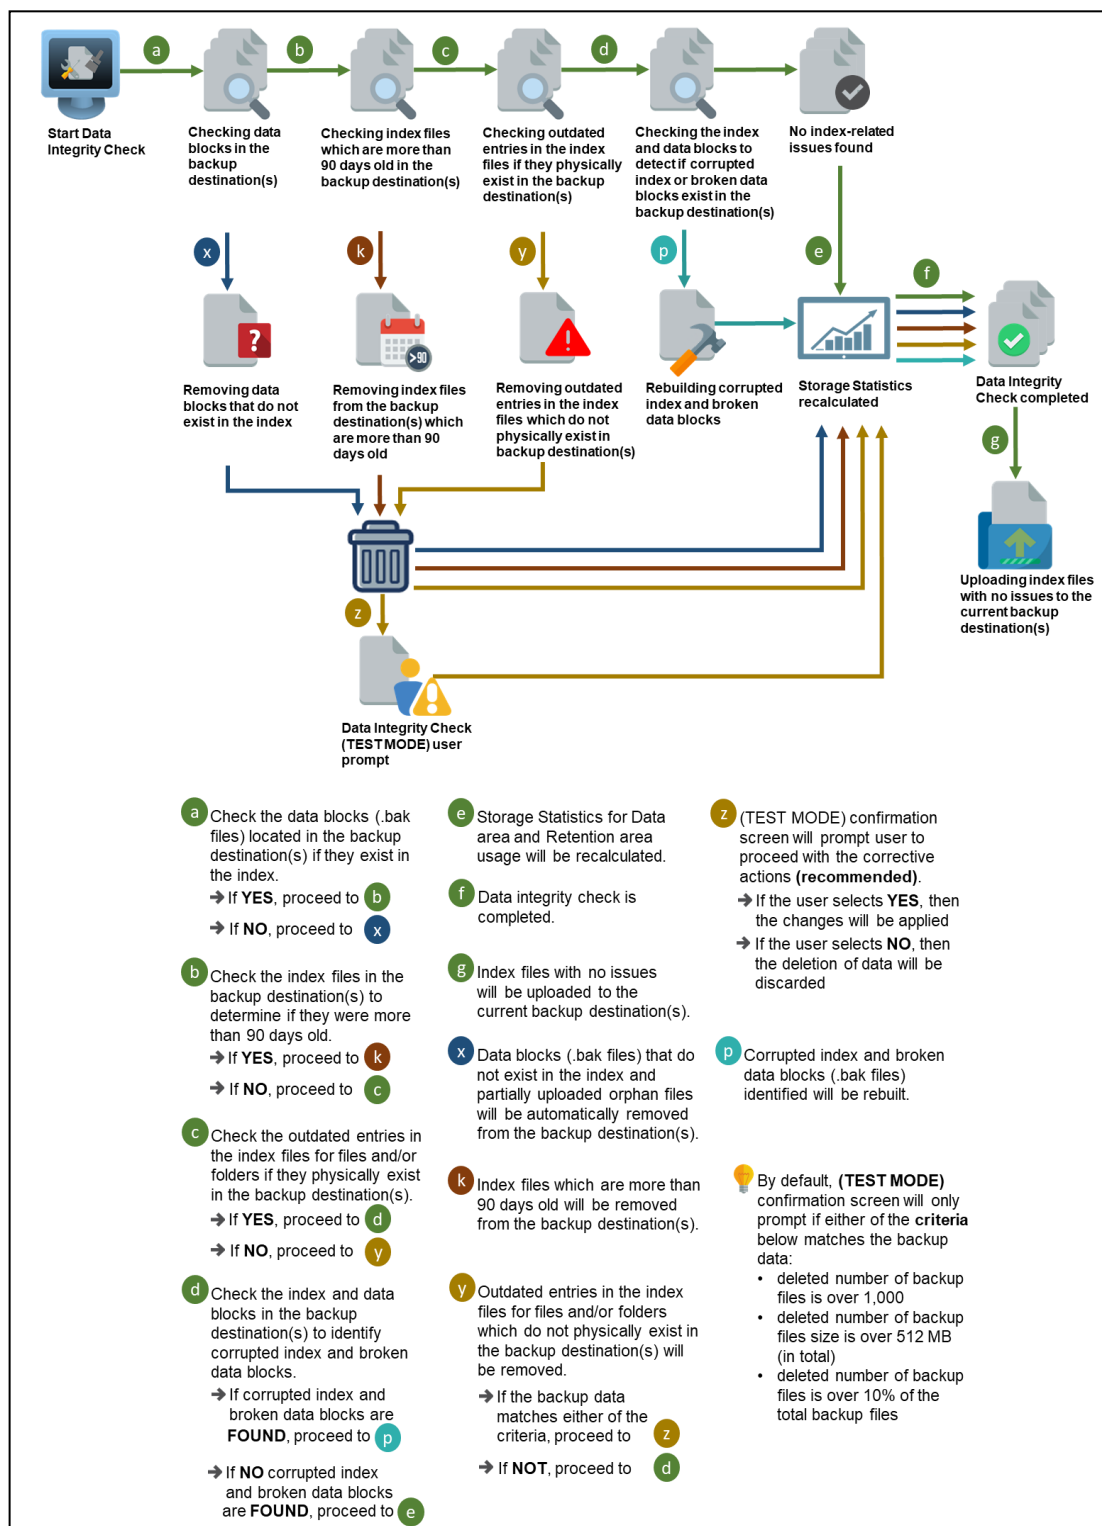 a
b
c
d
Start Data
Integrity Check
Checking data
blocks in the
backup
destination(s)
Checking index files
which are more than
90 days old in the
backup destination(s)
Checking outdated
entries in the index
files if they physically
exist in the backup
destination(s)
Checking the index
and data blocks to
detect if corrupted
index or broken data
blocks exist in the
backup destination(s)
No index-related
issues found
x
k
y
p
e
f
?
>90
Removing data
blocks that do not
exist in the index
Removing index files
from the backup
destination(s) which
are more than 90
days old
Removing outdated
entries in the index
files which do not
physically exist in
backup destination(s)
Rebuilding corrupted
index and broken
data blocks
Storage Statistics
recalculated
Data Integrity
Check completed
g
Uploading index files
with no issues to the
current backup
destination(s)
z
Data Integrity Check
(TEST MODE) user
prompt
a Check the data blocks (.bak
files) located in the backup
destination(s) if they exist in
the index.
➔ If YES, proceed to b
➔ If NO, proceed to x
b Check the index files in the
backup destination(s) to
determine if they were more
than 90 days old.
➔ If YES, proceed to k
➔ If NO, proceed to c
c Check the outdated entries in
the index files for files and/or
folders if they physically exist
in the backup destination(s).
➔ If YES, proceed to d
➔ If NO, proceed to y
d Check the index and data
blocks in the backup
destination(s) to identify
corrupted index and broken
data blocks.
➔ If corrupted index and
broken data blocks are
FOUND, proceed to p
➔ If NO corrupted index
and broken data blocks
are FOUND, proceed to e
e Storage Statistics for Data
area and Retention area
usage will be recalculated.
f Data integrity check is
completed.
g Index files with no issues
will be uploaded to the
current backup destination(s).
x Data blocks (.bak files) that do
not exist in the index and
partially uploaded orphan files
will be automatically removed
from the backup destination(s).
k Index files which are more than
90 days old will be removed
from the backup destination(s).
y Outdated entries in the index
files for files and/or folders
which do not physically exist in
the backup destination(s) will
be removed.
➔ If the backup data
matches either of the
criteria, proceed to z
➔ If NOT, proceed to d
z (TEST MODE) confirmation
screen will prompt user to
proceed with the corrective
actions (recommended).
➔ If the user selects YES, then
the changes will be applied
➔ If the user selects NO, then
the deletion of data will be
discarded
p Corrupted index and broken
data blocks (.bak files)
identified will be rebuilt.
By default, (TEST MODE)
confirmation screen will only
prompt if either of the criteria
below matches the backup
data:
• deleted number of backup
files is over 1,000
• deleted number of backup
files size is over 512 MB
(in total)
• deleted number of backup
files is over 10% of the
total backup files